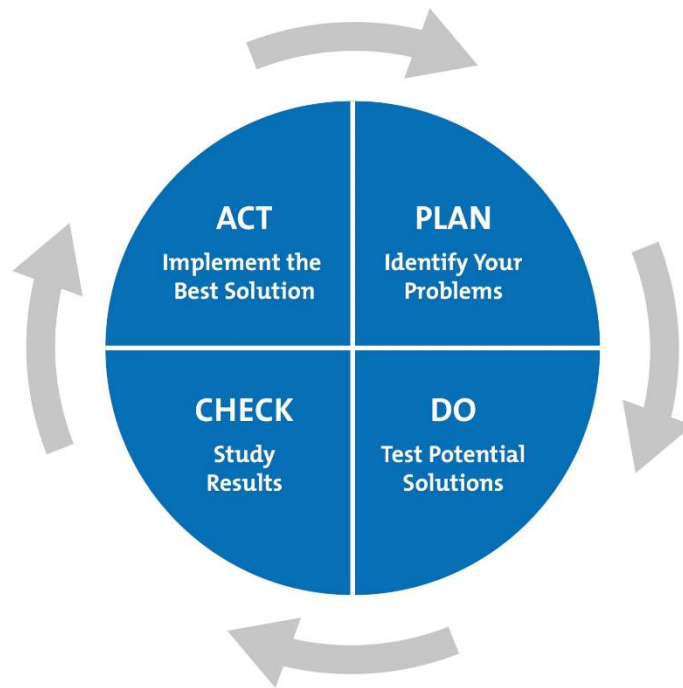 ACT
Implement the
Best Solution
PLAN
Identify Your
Problems
CHECK
Study
Results
DO
Test Potential
Solutions